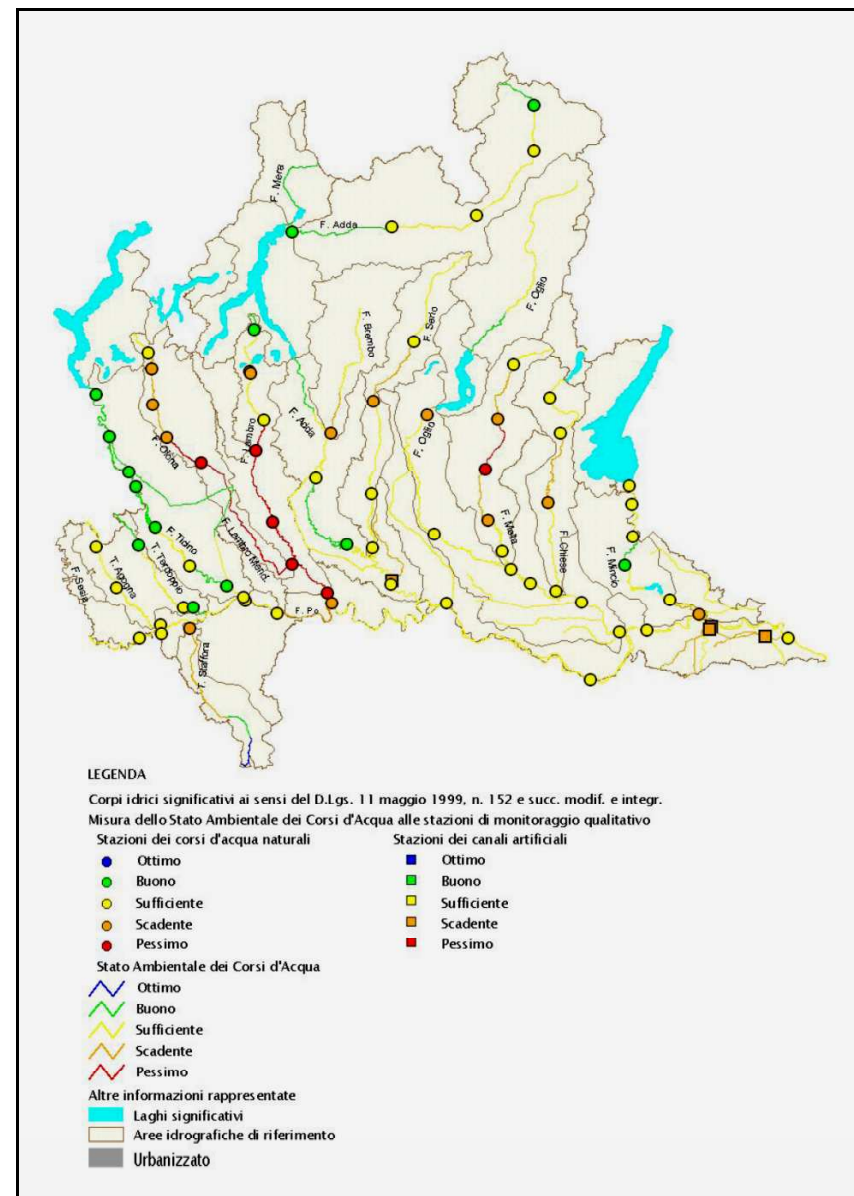 F. Mera
F. Adda
F. Oglio
F. Serio
F. Brembo
F. Adda
F. Oglio
F. Lambro
F. Olona
F. Mella
F. Chiese
F. Mincio
F. Lambro Merid.
F. Ticino
T. Terdoppio
T. Agogna
F. Sesia
F. Po
T. Staffora
LEGENDA
Corpi idrici significativi ai sensi del D.Lgs. 11 maggio 1999, n. 152 e succ. modif. e integr.
Misura dello Stato Ambientale dei Corsi d'Acqua alle stazioni di monitoraggio qualitativo
Stazioni dei corsi d'acqua naturali
Ottimo
Buono
Sufficiente
Scadente
Pessimo
Stazioni dei canali artificiali
Ottimo
Buono
Sufficiente
Scadente
Pessimo
Stato Ambientale dei Corsi d'Acqua
Ottimo
Buono
Sufficiente
Scadente
Pessimo
Altre informazioni rappresentate
Laghi significativi
Aree idrografiche di riferimento
Urbanizzato